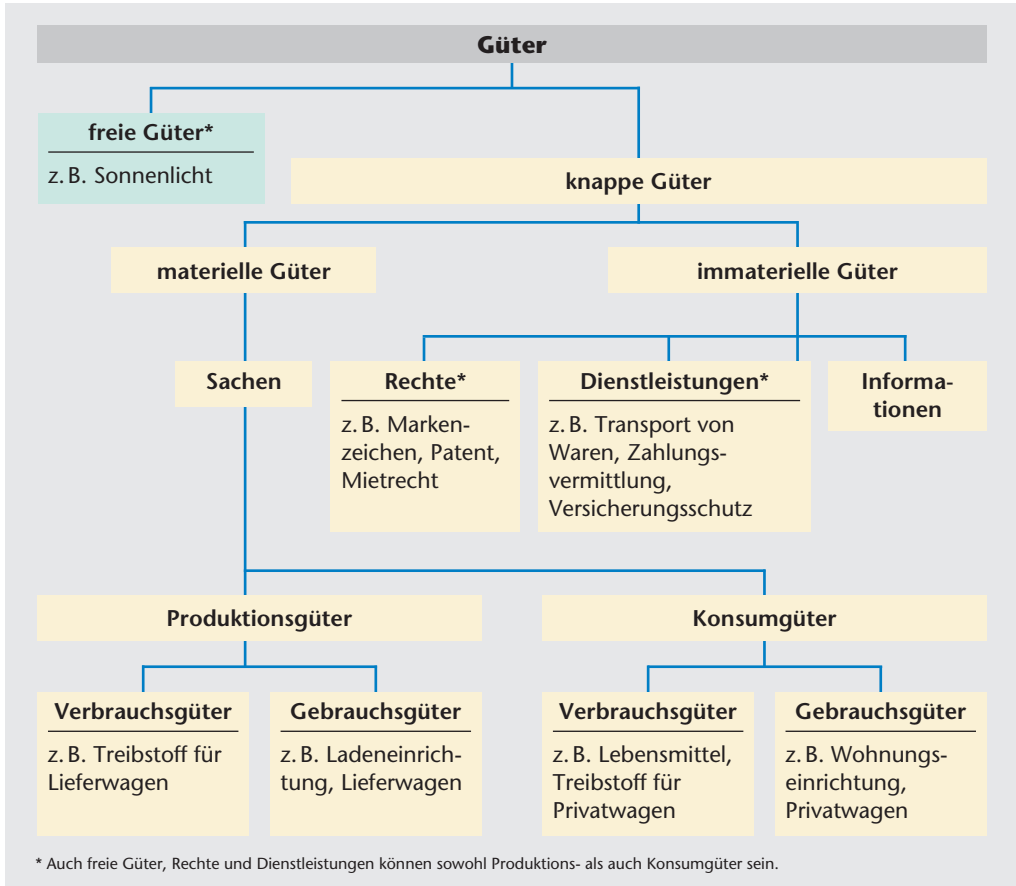 Güter
freie Güter*
z. B. Sonnenlicht
knappe Güter
materielle Güter
immaterielle Güter
Sachen
Rechte*
z. B. Marken-
zeichen, Patent,
Mietrecht
Dienstleistungen*
z. B. Transport von
Waren, Zahlungs-
vermittlung,
Versicherungsschutz
Informa-
tionen
Produktionsgüter
Konsumgüter
Verbrauchsgüter
z. B. Treibstoff für
Lieferwagen
Gebrauchsgüter
z. B. Ladeneinrich-
tung, Lieferwagen
Verbrauchsgüter
z. B. Lebensmittel,
Treibstoff für
Privatwagen
Gebrauchsgüter
z. B. Wohnungs-
einrichtung,
Privatwagen
* Auch freie Güter, Rechte und Dienstleistungen können sowohl Produktions- als auch Konsumgüter sein.